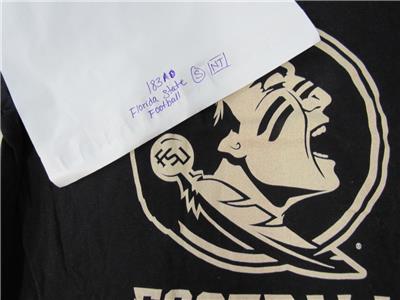 183AD
Florida State
Football
S NT
FSU
®
FOOTBALL